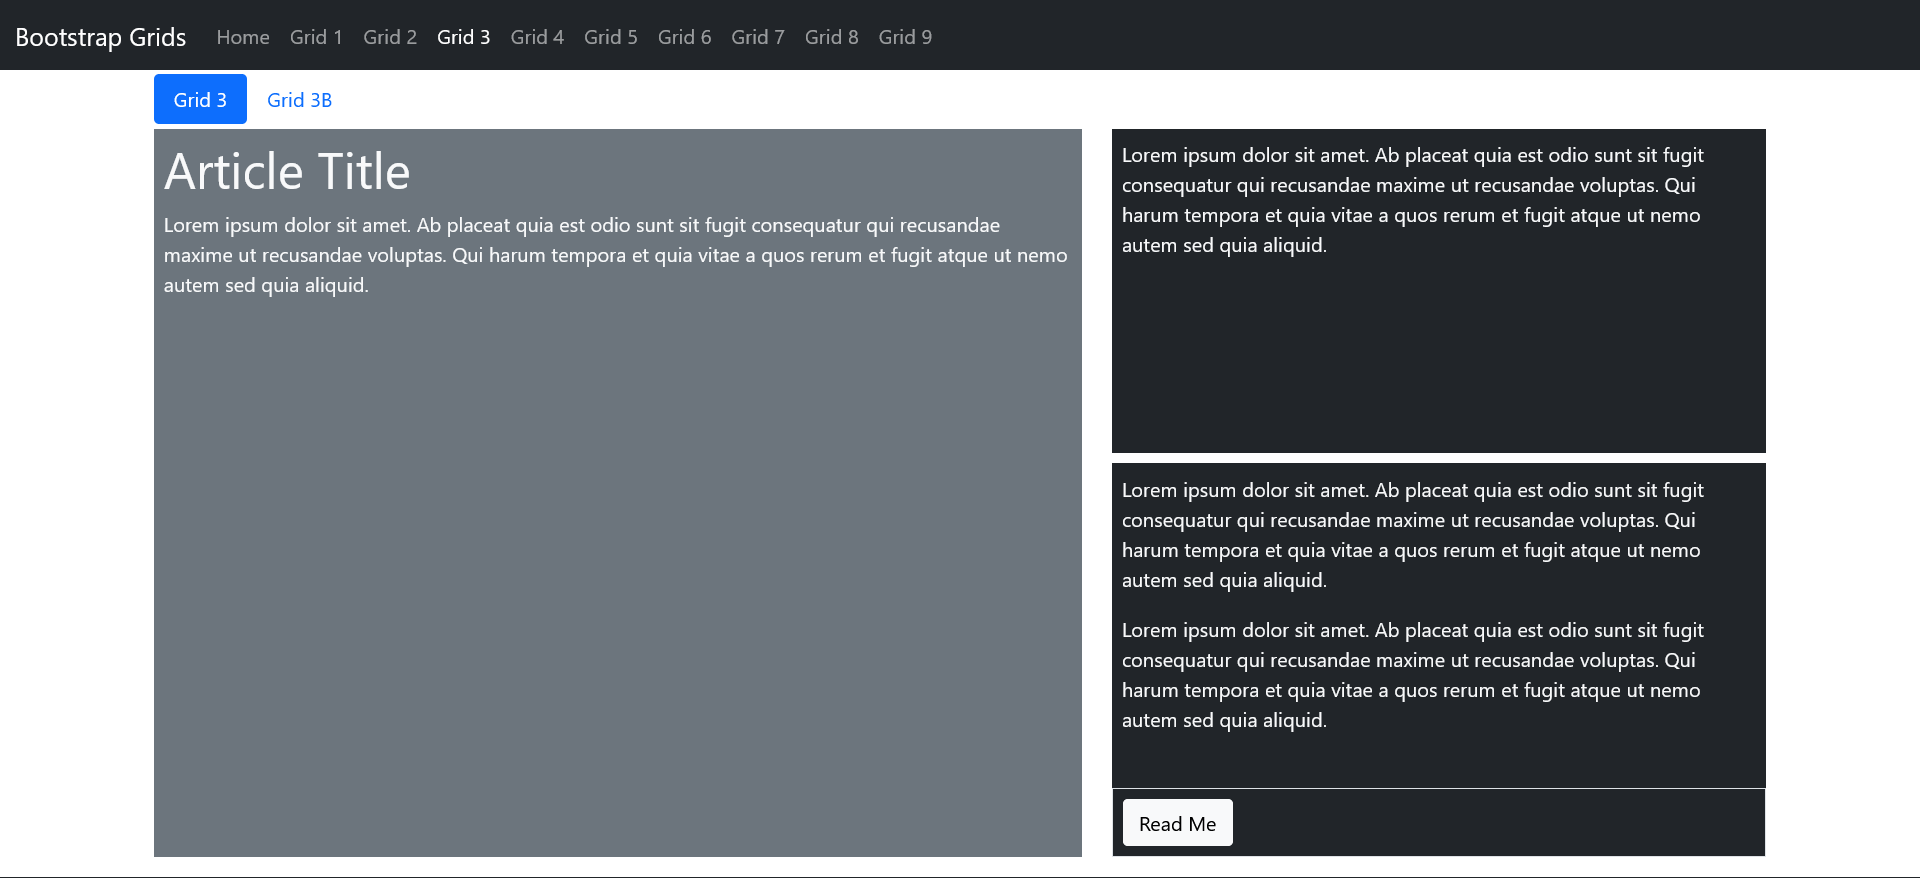 Bootstrap Grids Home Grid 1 Grid 2 Grid 3 Grid 4 Grid 5 Grid 6 Grid 7 Grid 8 Grid 9
Grid 3 Grid 3B
Article Title
Lorem ipsum dolor sit amet. Ab placeat quia est odio sunt sit fugit consequatur qui recusandae
maxime ut recusandae voluptas. Qui harum tempora et quia vitae a quos rerum et fugit atque ut nemo
autem sed quia aliquid.
Lorem ipsum dolor sit amet. Ab placeat quia est odio sunt sit fugit
consequatur qui recusandae maxime ut recusandae voluptas. Qui
harum tempora et quia vitae a quos rerum et fugit atque ut nemo
autem sed quia aliquid.
Lorem ipsum dolor sit amet. Ab placeat quia est odio sunt sit fugit
consequatur qui recusandae maxime ut recusandae voluptas. Qui
harum tempora et quia vitae a quos rerum et fugit atque ut nemo
autem sed quia aliquid.
Lorem ipsum dolor sit amet. Ab placeat quia est odio sunt sit fugit
consequatur qui recusandae maxime ut recusandae voluptas. Qui
harum tempora et quia vitae a quos rerum et fugit atque ut nemo
autem sed quia aliquid.
Read Me